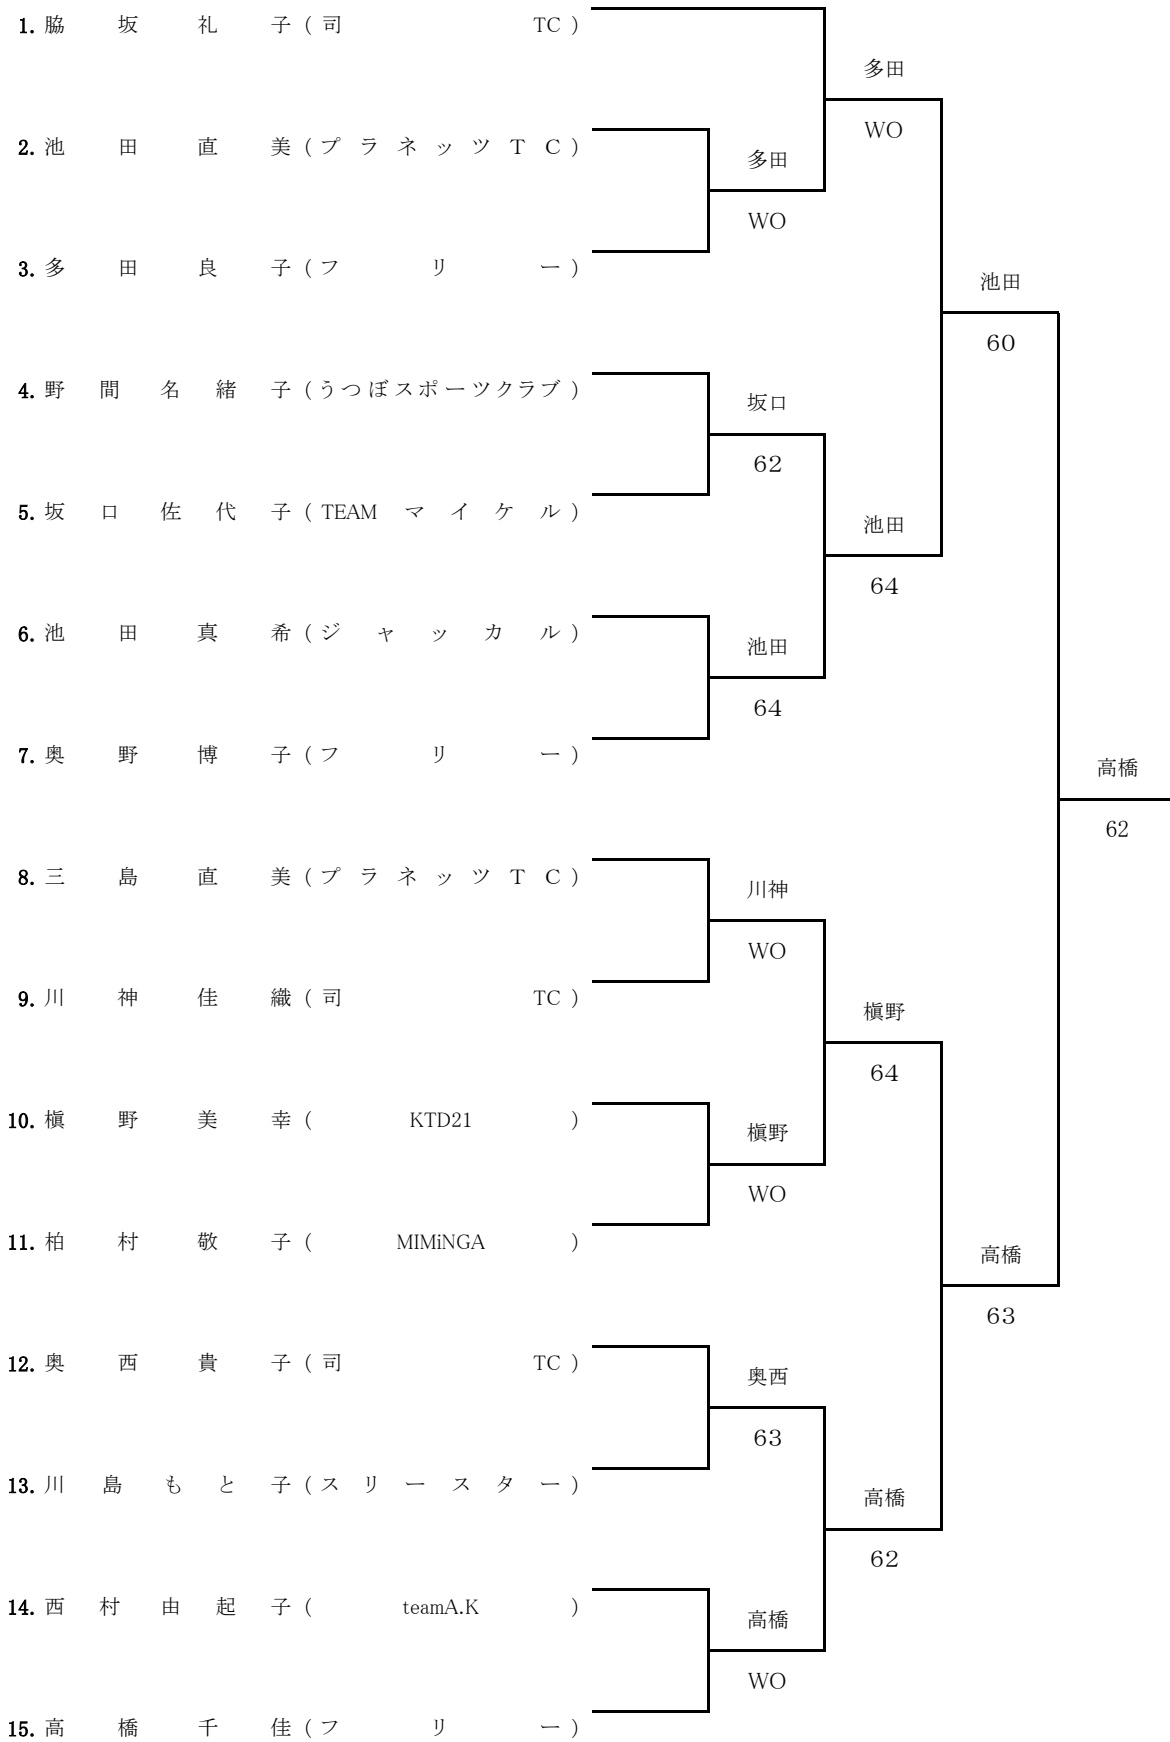 1. 脇坂礼子 (司 TC)
多田
WO
2. 池田直美 (プラネッツTC)
多田
WO
3. 多田良子 (フリー)
池田
60
4. 野間名緒子 (うつぼスポーツクラブ)
坂口
62
5. 坂口佐代子 (TEAM マイケル)
池田
64
6. 池田真希 (ジャッカル)
池田
64
7. 奥野博子 (フリー)
高橋
62
8. 三島直美 (プラネッツTC)
川神
WO
9. 川神佳織 (司 TC)
槇野
64
10. 槇野美幸 (KTD21)
槇野
WO
11. 柏村敬子 (MIMiNGA)
高橋
63
12. 奥西貴子 (司 TC)
奥西
63
13. 川島もと子 (スリースター)
高橋
62
14. 西村由起子 (teamA.K)
高橋
WO
15. 高橋千佳 (フリー)